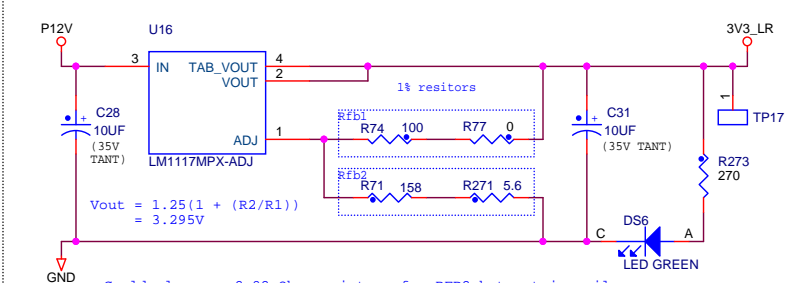 P12V
U16
3V3_LR
3
IN
TAB_VOUT
4
VOUT
2
1% resitors
1
TP17
C28
+
10UF
(35V
TANT)
ADJ
1
LM1117MPX-ADJ
Rfb1
R74
100
R77
0
C31
+
10UF
(35V TANT)
Rfb2
R71
158
R271
5.6
R273
270
Vout = 1.25(1 + (R2/R1))
= 3.295V
DS6
C
A
LED GREEN
GND